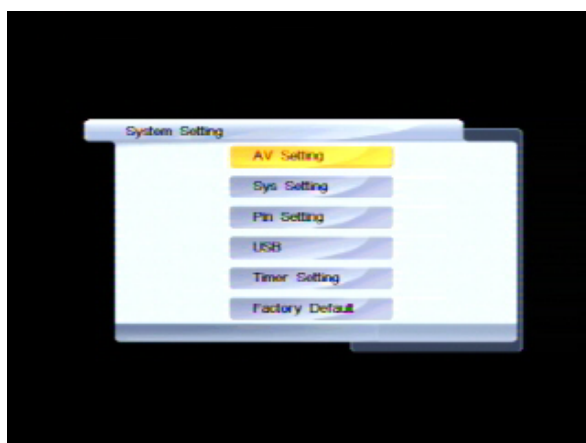 System Setting
AV Setting
Sys Setting
Pin Setting
USB
Timer Setting
Factory Default